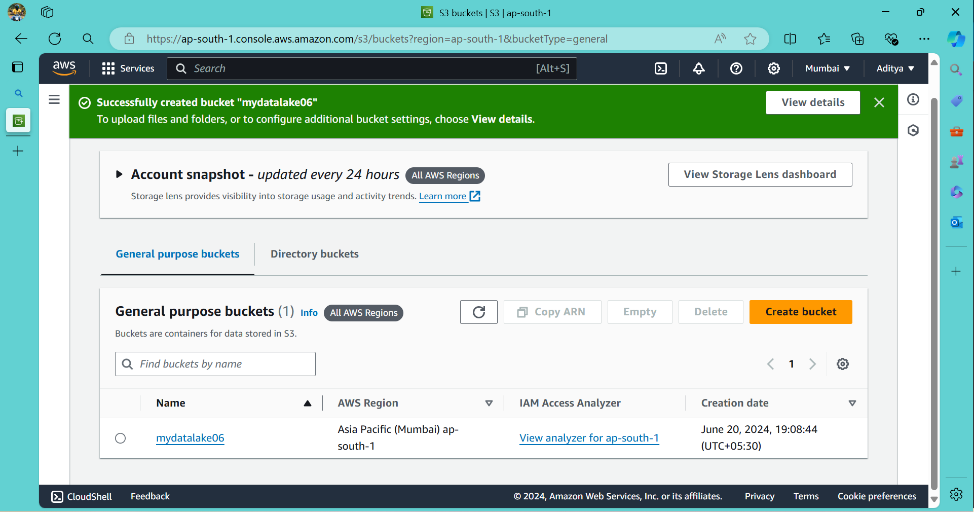 S3 buckets | S3 | ap-south-1
https://ap-south-1.console.aws.amazon.com/s3/buckets?region=ap-south-1&bucketType=general
aws
Services
Search
[Alt+S]
Mumbai
Aditya
Successfully created bucket "mydatalake06"
To upload files and folders, or to configure additional bucket settings, choose View details.
View details
Account snapshot - updated every 24 hours
All AWS Regions
Storage lens provides visibility into storage usage and activity trends. Learn more
View Storage Lens dashboard
General purpose buckets
Directory buckets
General purpose buckets (1)
Info
All AWS Regions
Buckets are containers for data stored in S3.
Copy ARN
Empty
Delete
Create bucket
Find buckets by name
1
Name
AWS Region
IAM Access Analyzer
Creation date
mydatalake06
Asia Pacific (Mumbai) ap-
south-1
View analyzer for ap-south-1
June 20, 2024, 19:08:44
(UTC+05:30)
CloudShell
Feedback
© 2024, Amazon Web Services, Inc. or its affiliates.
Privacy
Terms
Cookie preferences